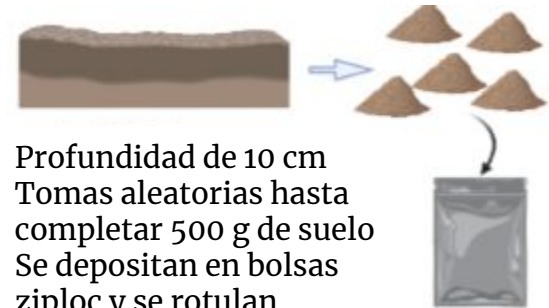 Profundidad de 10 cm
Tomas aleatorias hasta
completar 500 g de suelo
Se depositan en bolsas
ziploc y se rotulan